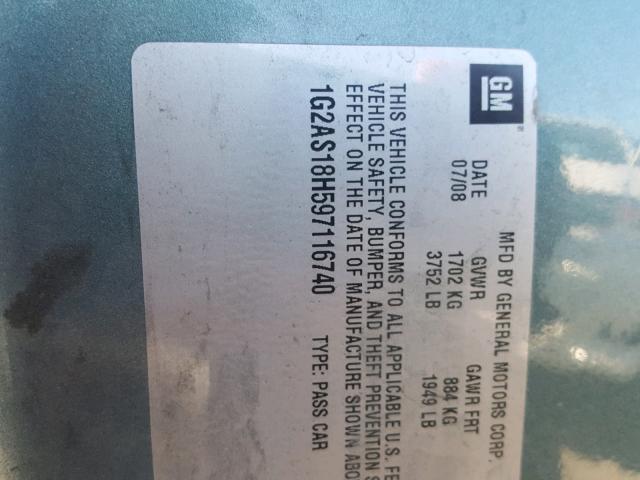 GM
MFD BY GENERAL MOTORS CORP.
DATE GVWR GAWR FRT
07/08 1702 KG 884 KG
3752 LB 1949 LB
THIS VEHICLE CONFORMS TO ALL APPLICABLE U.S. FE
VEHICLE SAFETY, BUMPER, AND THEFT PREVENTION S
EFFECT ON THE DATE OF MANUFACTURE SHOWN ABO
1G2AS18H597116740 TYPE: PASS CAR